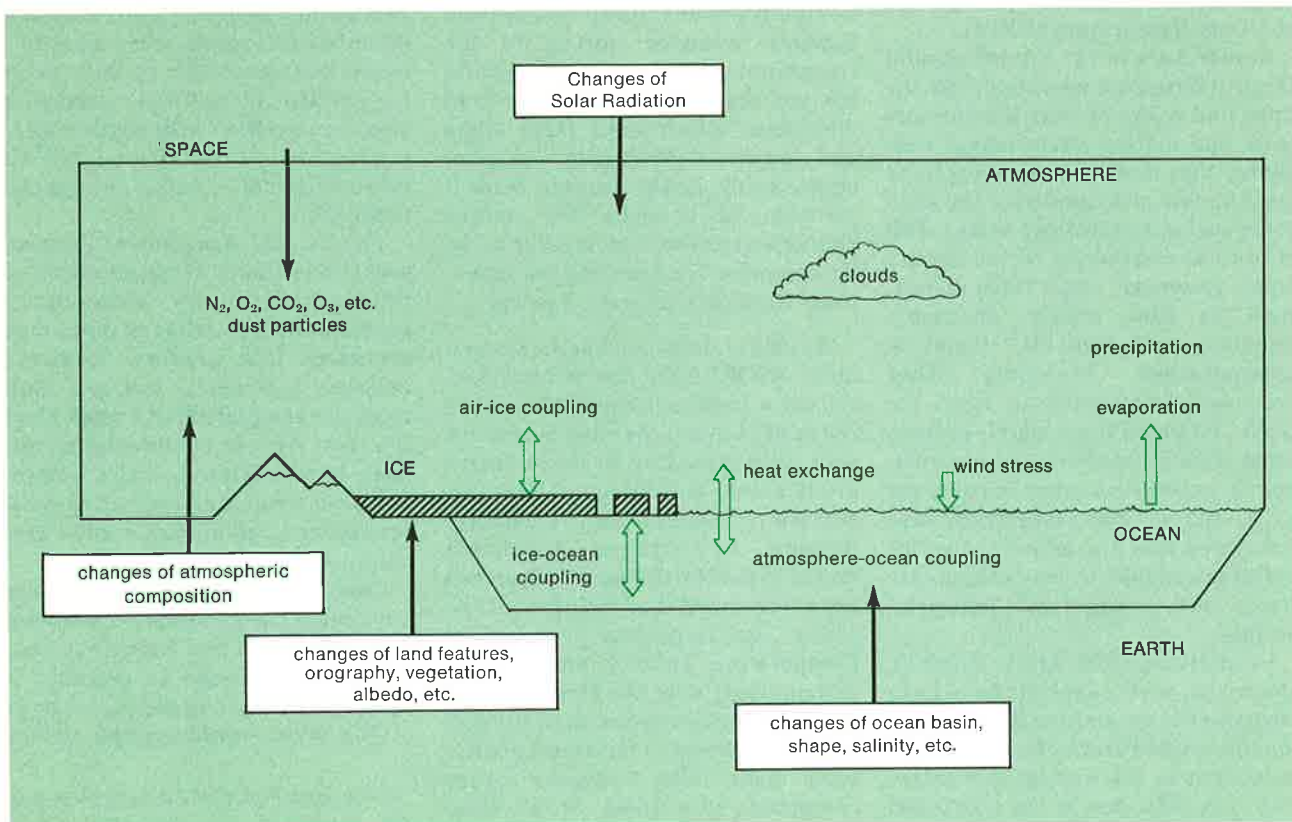 Changes of
Solar Radiation
SPACE
ATMOSPHERE
clouds
N₂, O₂, CO₂, O₃, etc.
dust particles
precipitation
air-ice coupling
evaporation
ICE
heat exchange
wind stress
OCEAN
ice-ocean
coupling
atmosphere-ocean coupling
changes of atmospheric
composition
EARTH
changes of land features,
orography, vegetation,
albedo, etc.
changes of ocean basin,
shape, salinity, etc.